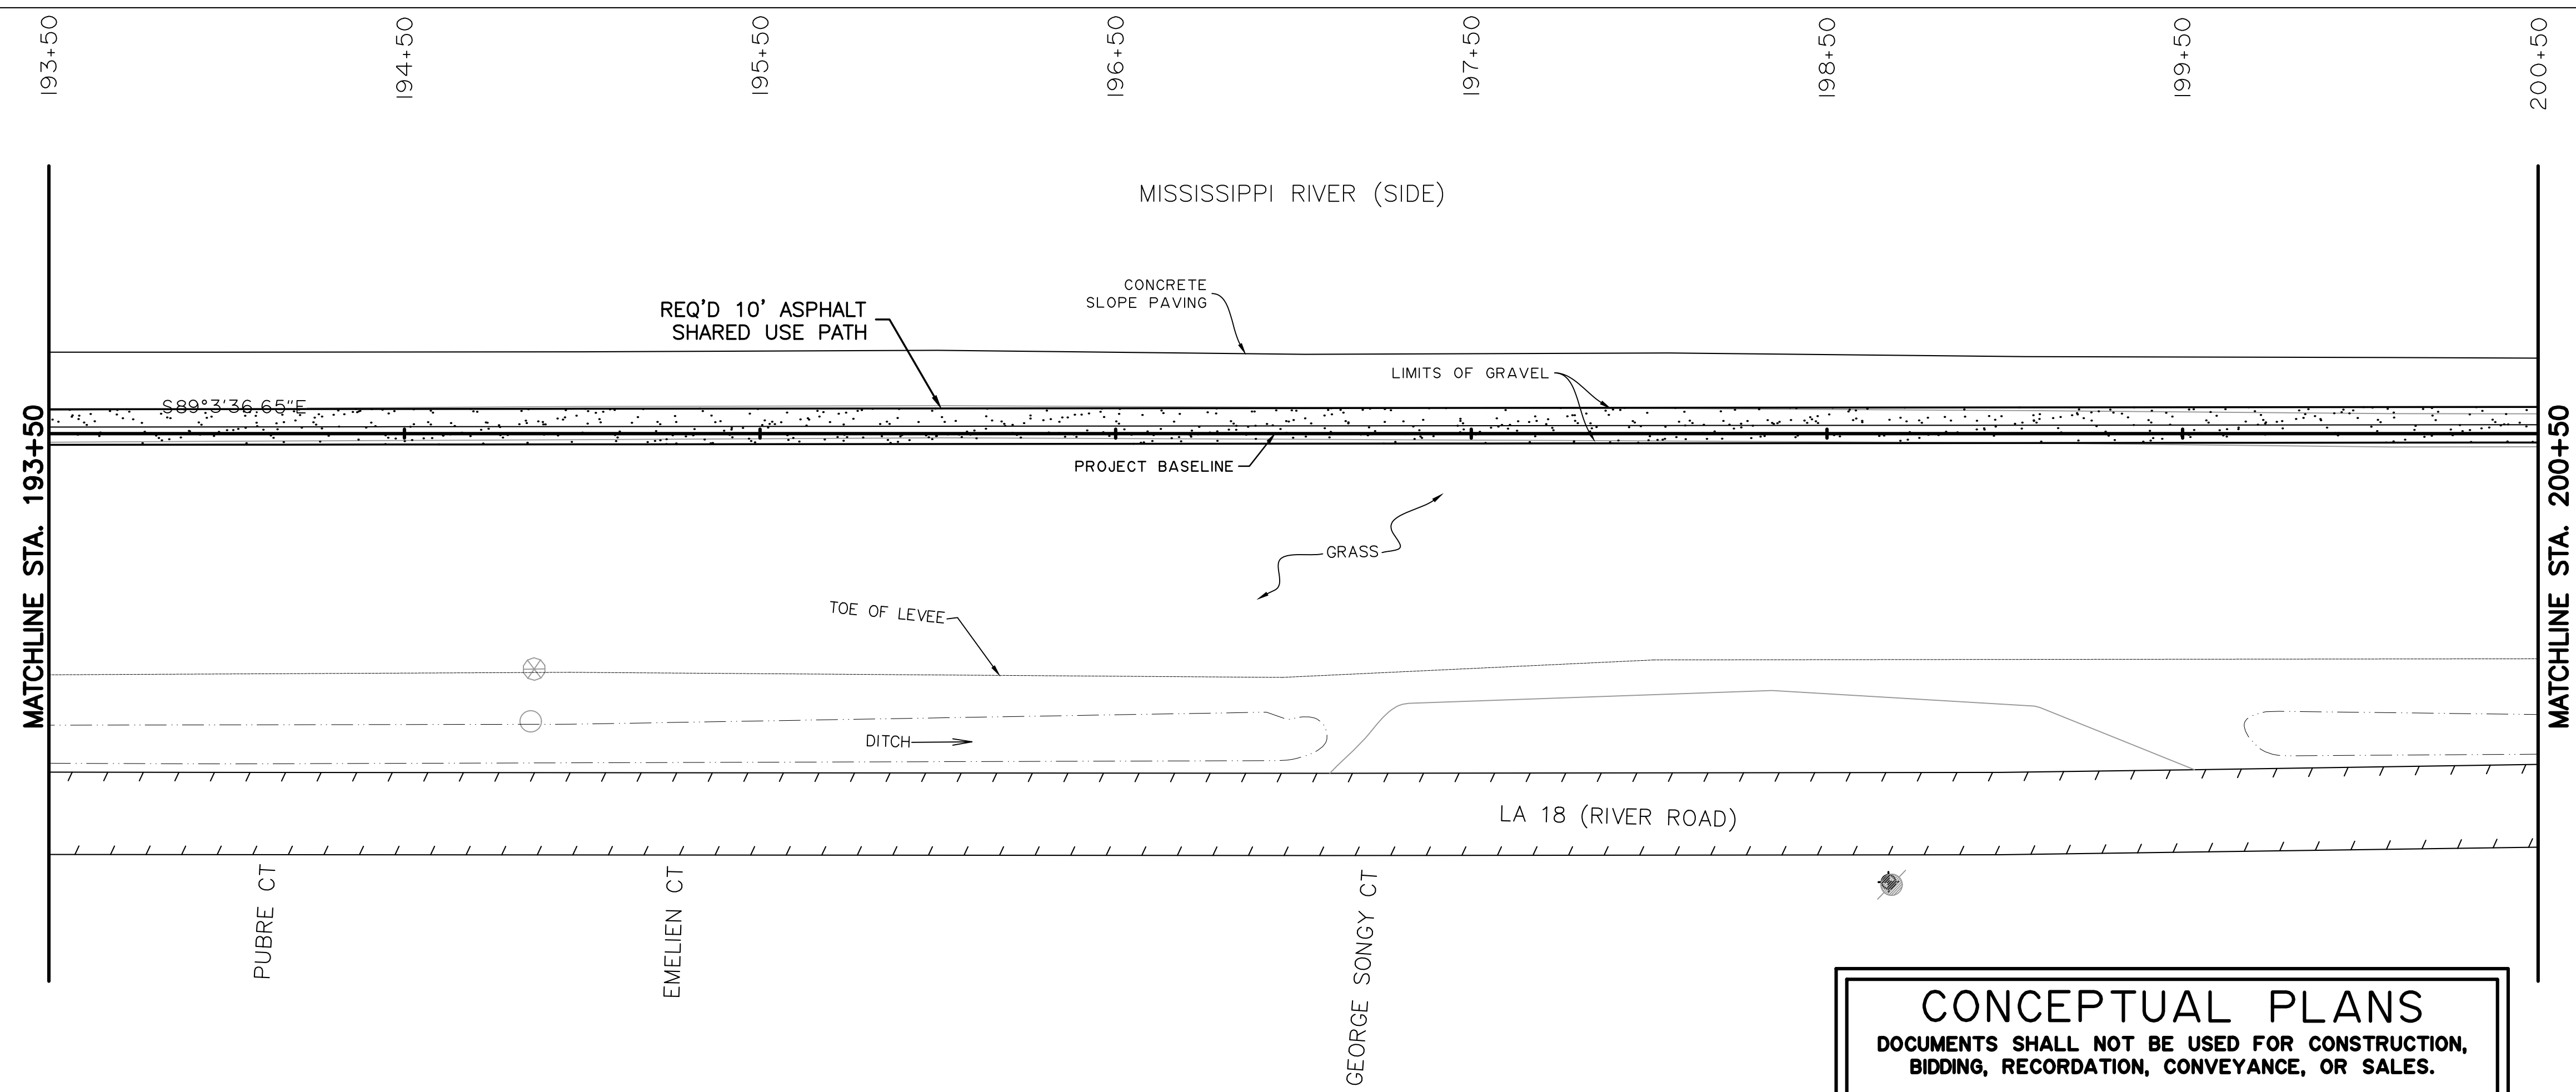 193+50
194+50
195+50
196+50
197+50
198+50
199+50
200+50
MISSISSIPPI RIVER (SIDE)
CONCRETE
SLOPE PAVING
REQ'D 10' ASPHALT
SHARED USE PATH
LIMITS OF GRAVEL
S89°3'36.65"E
MATCHLINE STA. 193+50
MATCHLINE STA. 200+50
PROJECT BASELINE
GRASS
TOE OF LEVEE
DITCH
LA 18 (RIVER ROAD)
PUBRE CT
EMELIEN CT
GEORGE SONGY CT
CONCEPTUAL PLANS
DOCUMENTS SHALL NOT BE USED FOR CONSTRUCTION,
BIDDING, RECORDATION, CONVEYANCE, OR SALES.